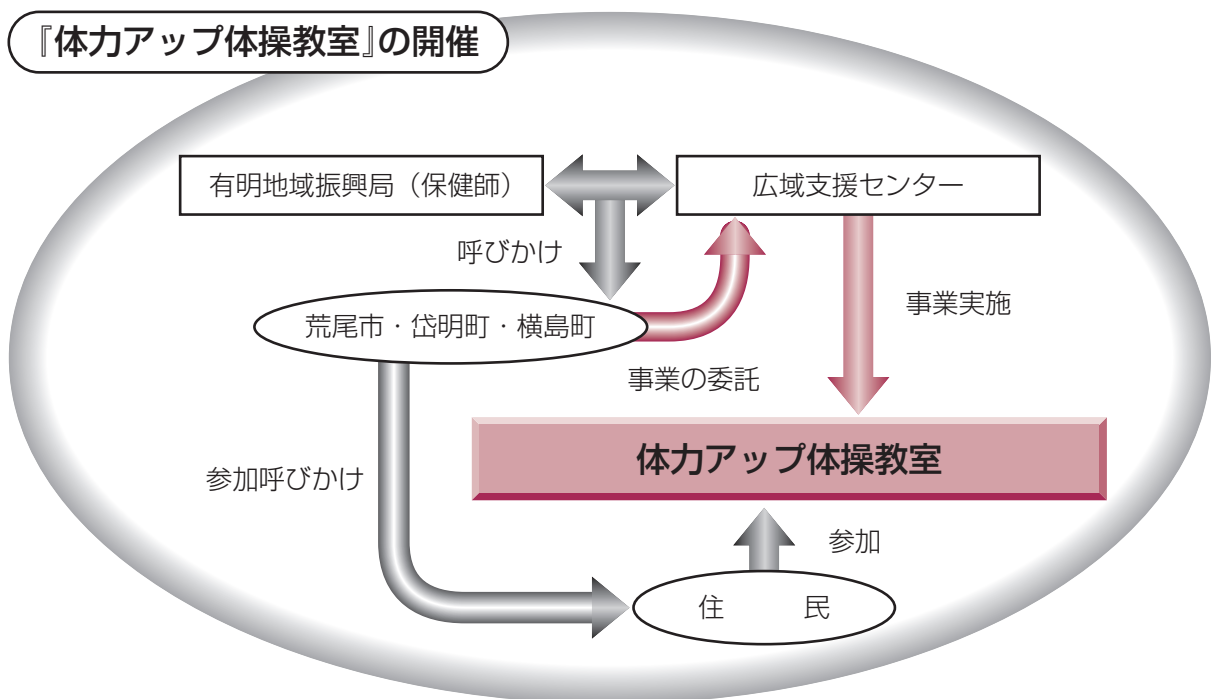 『体力アップ体操教室』の開催
有明地域振興局（保健師）
広域支援センター
呼びかけ
事業実施
荒尾市・岱明町・横島町
事業の委託
体力アップ体操教室
参加呼びかけ
参加
住　　民